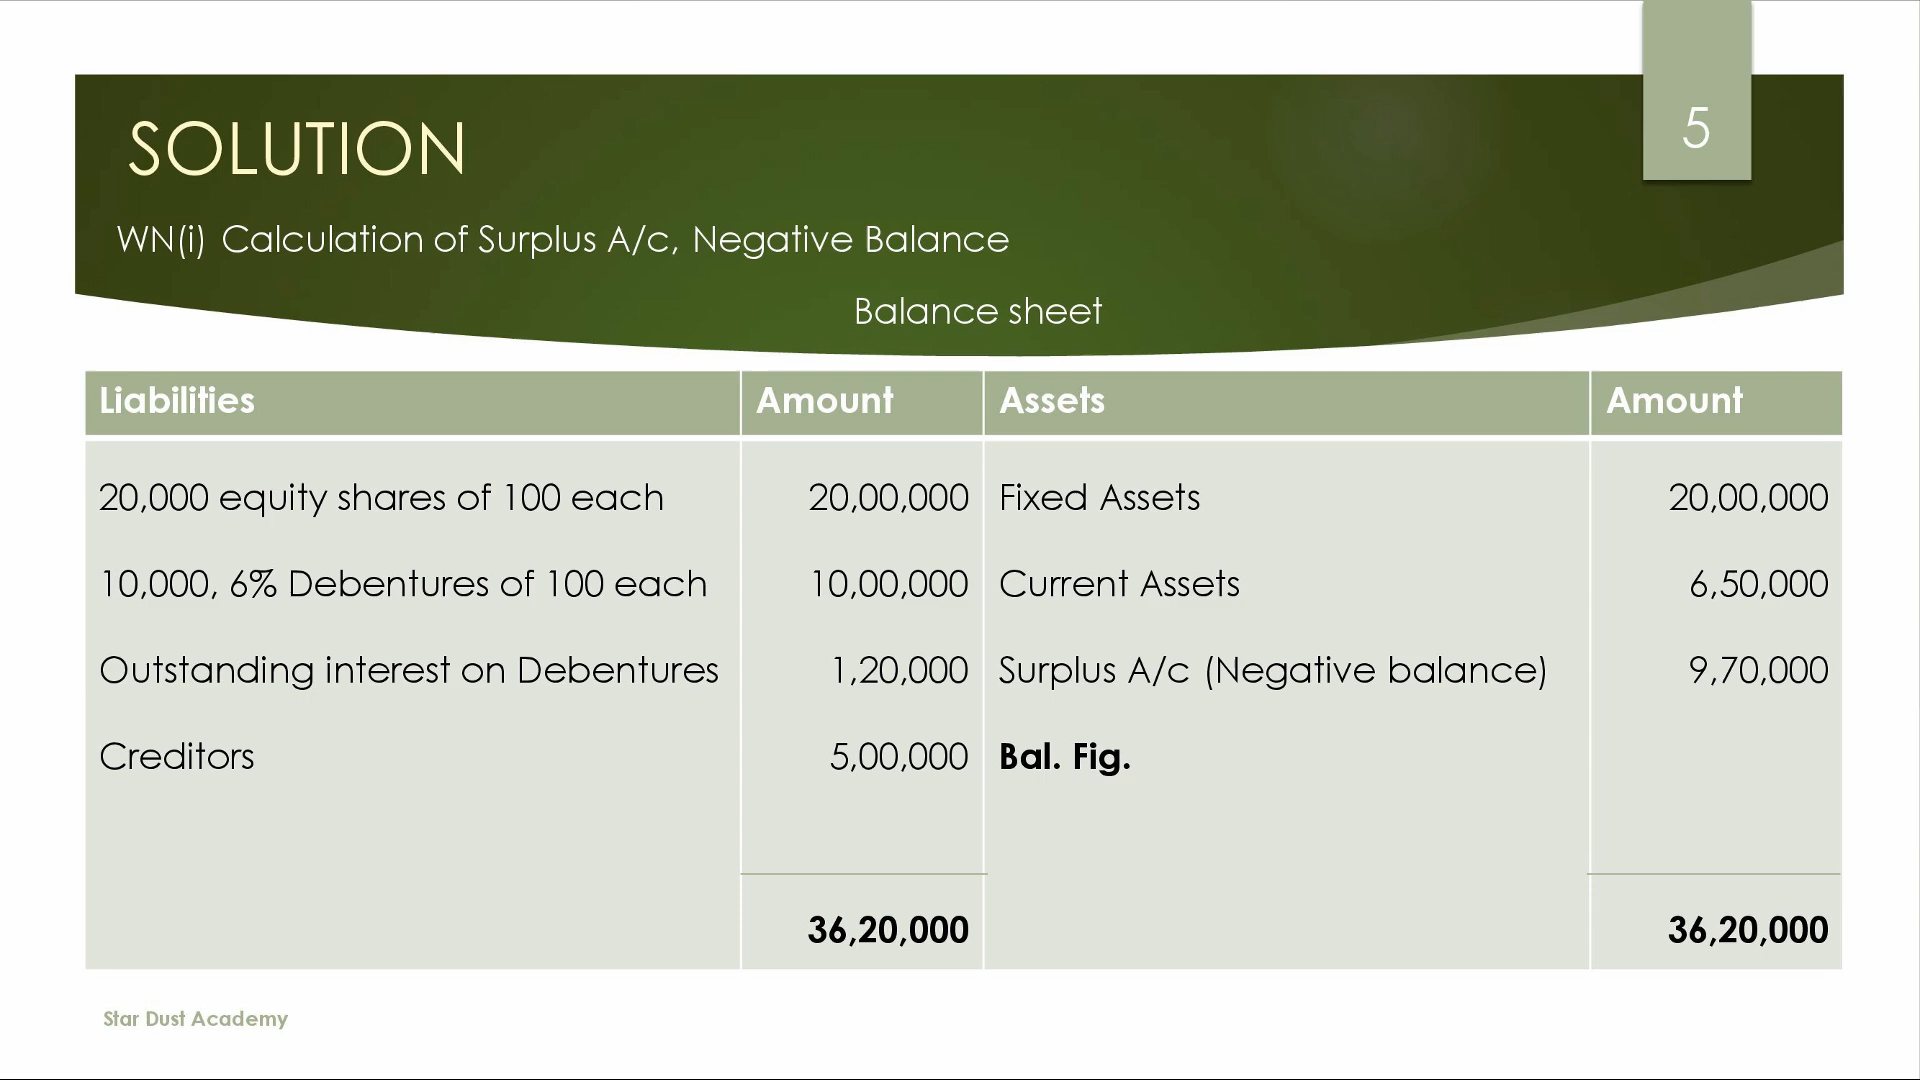 5
SOLUTION
WN(i) Calculation of Surplus A/c, Negative Balance
Balance sheet
Liabilities Amount Assets Amount
20,000 equity shares of 100 each 20,00,000 Fixed Assets 20,00,000
10,000, 6% Debentures of 100 each 10,00,000 Current Assets 6,50,000
Outstanding interest on Debentures 1,20,000 Surplus A/c (Negative balance) 9,70,000
Creditors 5,00,000 Bal. Fig.
36,20,000 36,20,000
Star Dust Academy